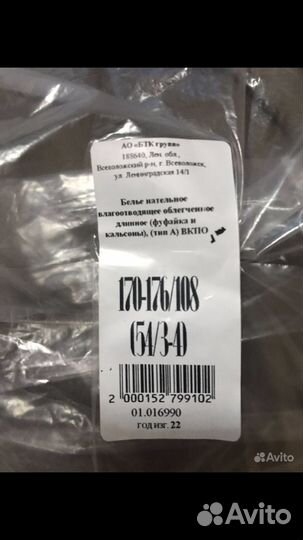 АО «БТК групп»
188640, Лен. обл.,
Всеволожский р-н, г. Всеволожск,
ул. Ленинградская 14/1
Белье нательное
влагоотводящее облегченное
длинное (фуфайка и
кальсоны), (тип А) ВКПО
170-176/108
(54/3-4)
2 000152 799102
01.016990
год изг. 22
Avito
Avito